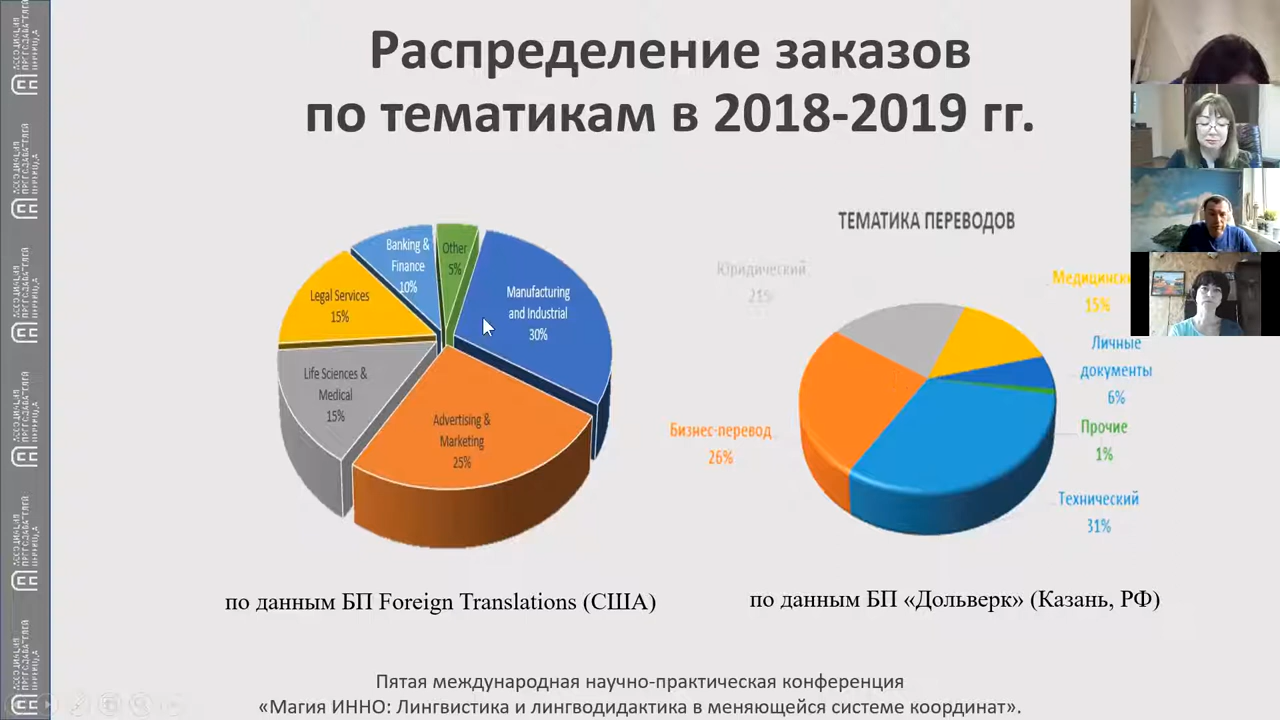 Распределение заказов
по тематикам в 2018-2019 гг.
Banking &
Finance
10%
Other
5%
Manufacturing
and Industrial
30%
Legal Services
15%
Life Sciences &
Medical
15%
Advertising &
Marketing
25%
по данным БП Foreign Translations (США)
ТЕМАТИКА ПЕРЕВОДОВ
Юридический
21%
15%
Личные
документы
6%
Прочие
1%
Бизнес-перевод
26%
Технический
31%
по данным БП «Дольверк» (Казань, РФ)
Пятая международная научно-практическая конференция
«Магия ИННО: Лингвистика и лингводидактика в меняющейся системе координат».
АССОЦИАЦИЯ
ПРЕПОДАВАТЕЛЕЙ
ПЕРЕВОДА